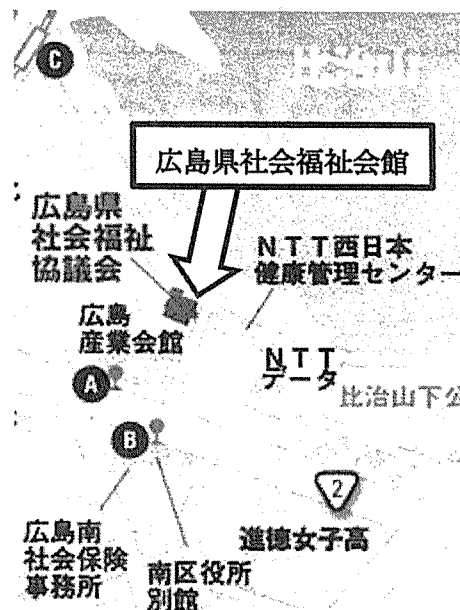 C
広島県社会福祉会館
広島県
社会福祉
協議会
NTT西日本
健康管理センター
広島
産業会館
NTT
データ
A
比治山下公
B
2
進徳女子高
広島南
社会保険
事務所
南区役所
別館